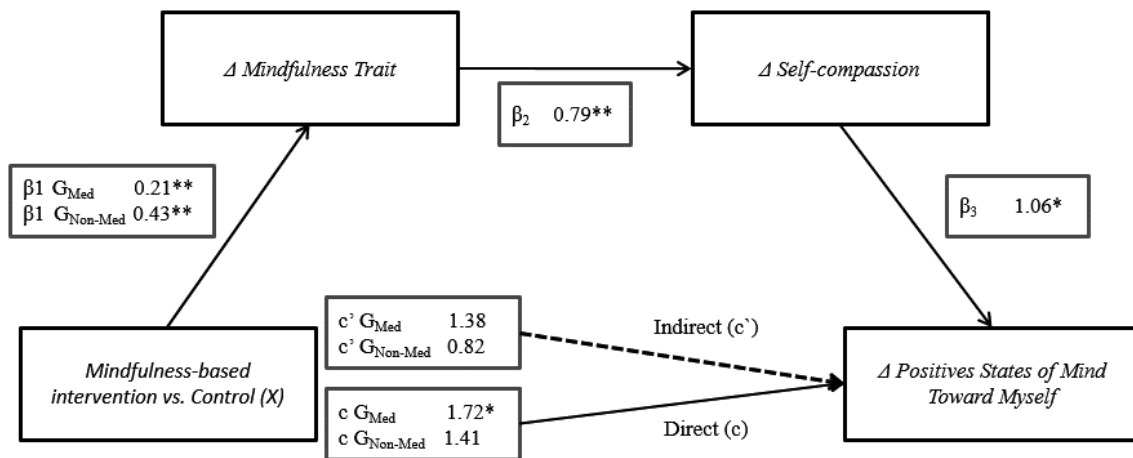 Δ Mindfulness Trait
Δ Self-compassion
β2 0.79**
β1 GMed 0.21**
β1 GNon-Med 0.43**
β3 1.06*
Mindfulness-based
intervention vs. Control (X)
c’ GMed 1.38
c’ GNon-Med 0.82
Indirect (c`)
c GMed 1.72*
c GNon-Med 1.41
Direct (c)
Δ Positives States of Mind
Toward Myself